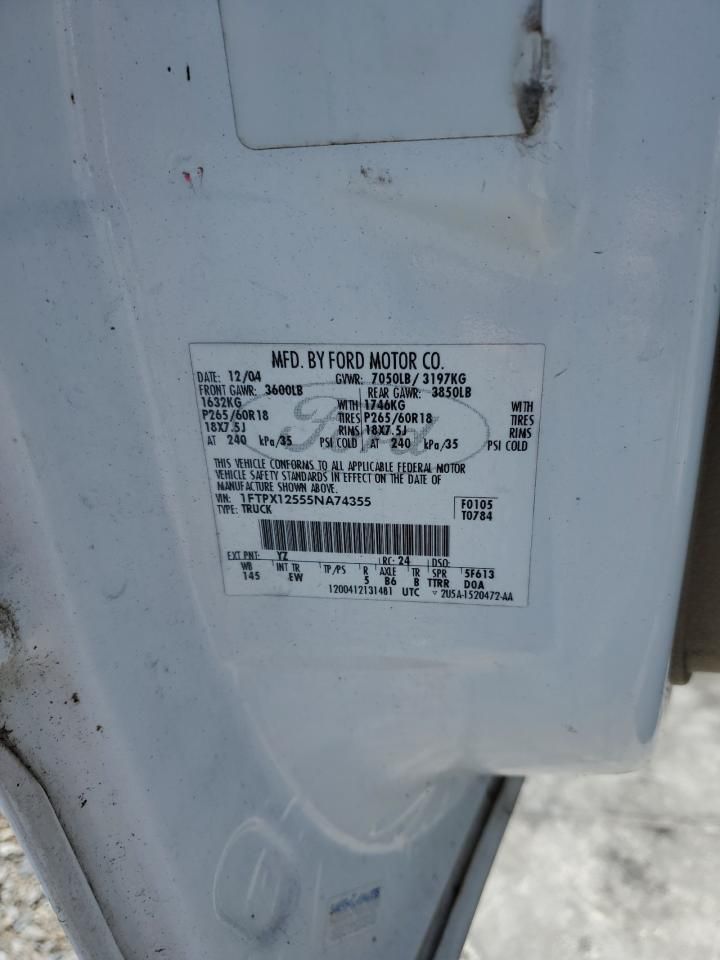 MFD. BY FORD MOTOR CO.
DATE: 12/04 GVWR: 7050LB/ 3197KG
FRONT GAWR: 3600LB REAR GAWR: 3850LB
1632KG WITH 1746KG WITH
P265/60R18 TIRES P265/60R18 TIRES
18X7.5J RIMS 18X7.5J RIMS
AT 240 kPa/35 PSI COLD AT 240 kPa/35 PSI COLD
Ford
THIS VEHICLE CONFORMS TO ALL APPLICABLE FEDERAL MOTOR
VEHICLE SAFETY STANDARDS IN EFFECT ON THE DATE OF
MANUFACTURE SHOWN ABOVE.
VIN: 1FTPX12555NA74355 F0105
TYPE: TRUCK T0784
EXT PNT: YZ RC: 24 DSO:
WB INT TR TP/PS R AXLE TR SPR 5F613
145 EW 5 B6 B TTRR DOA
1200412131481 UTC ▽ 2U5A-1520472-AA